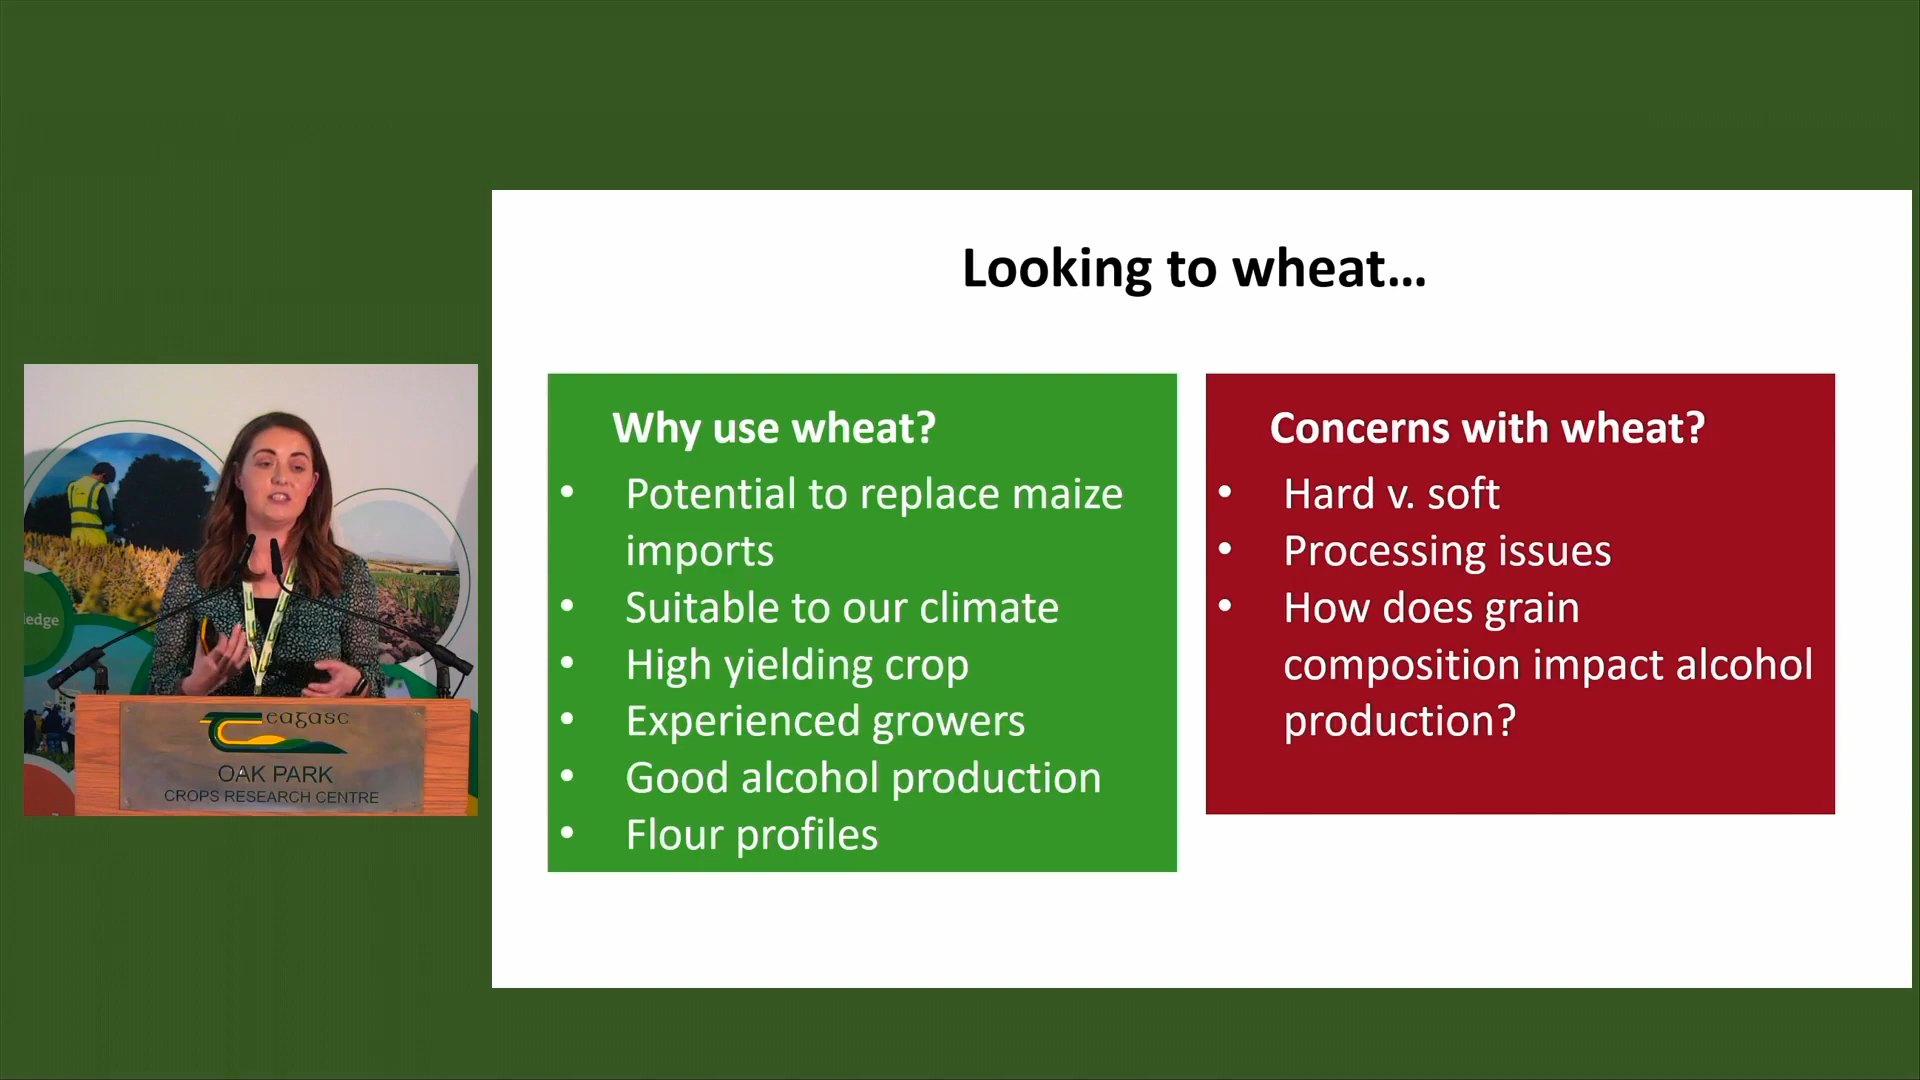 Looking to wheat...
Why use wheat?
• Potential to replace maize
imports
• Suitable to our climate
• High yielding crop
• Experienced growers
• Good alcohol production
• Flour profiles
Concerns with wheat?
• Hard v. soft
• Processing issues
• How does grain
composition impact alcohol
production?
ledge
eagasc
OAK PARK
CROPS RESEARCH CENTRE